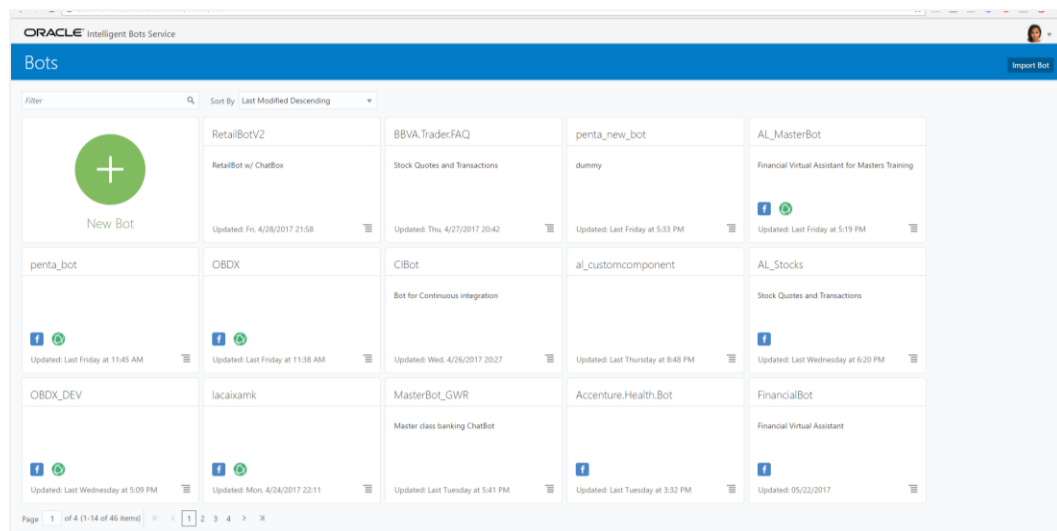 ORACLE Intelligent Bots Service
Bots
Import Bot
Filter
Sort By Last Modified Descending
New Bot
RetailBotV2
RetailBot w/ ChatBox
Updated: Fri, 4/28/2017 21:58
BBVA.Trader.FAQ
Stock Quotes and Transactions
Updated: Thu, 4/27/2017 20:42
penta_new_bot
dummy
Updated: Last Friday at 5:33 PM
AL_MasterBot
Financial Virtual Assistant for Masters Training
Updated: Last Friday at 5:19 PM
penta_bot
Updated: Last Friday at 11:45 AM
OBDX
Updated: Last Friday at 11:38 AM
CIBot
Bot for Continuous integration
Updated: Wed, 4/26/2017 20:27
al_customcomponent
Updated: Last Thursday at 8:48 PM
AL_Stocks
Stock Quotes and Transactions
Updated: Last Wednesday at 6:20 PM
OBDX_DEV
Updated: Last Wednesday at 5:09 PM
lacaixamk
Updated: Mon, 4/24/2017 22:11
MasterBot_GWR
Master class banking ChatBot
Updated: Last Tuesday at 5:41 PM
Accenture.Health.Bot
Updated: Last Tuesday at 3:32 PM
FinancialBot
Financial Virtual Assistant
Updated: 05/22/2017
Page 1 of 4 (1-14 of 46 items) 1 2 3 4